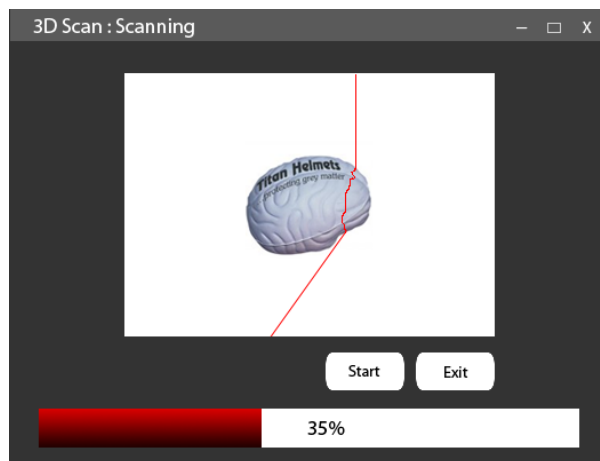 3D Scan : Scanning
Titan Helmets
protecting grey matter
Start
Exit
35%